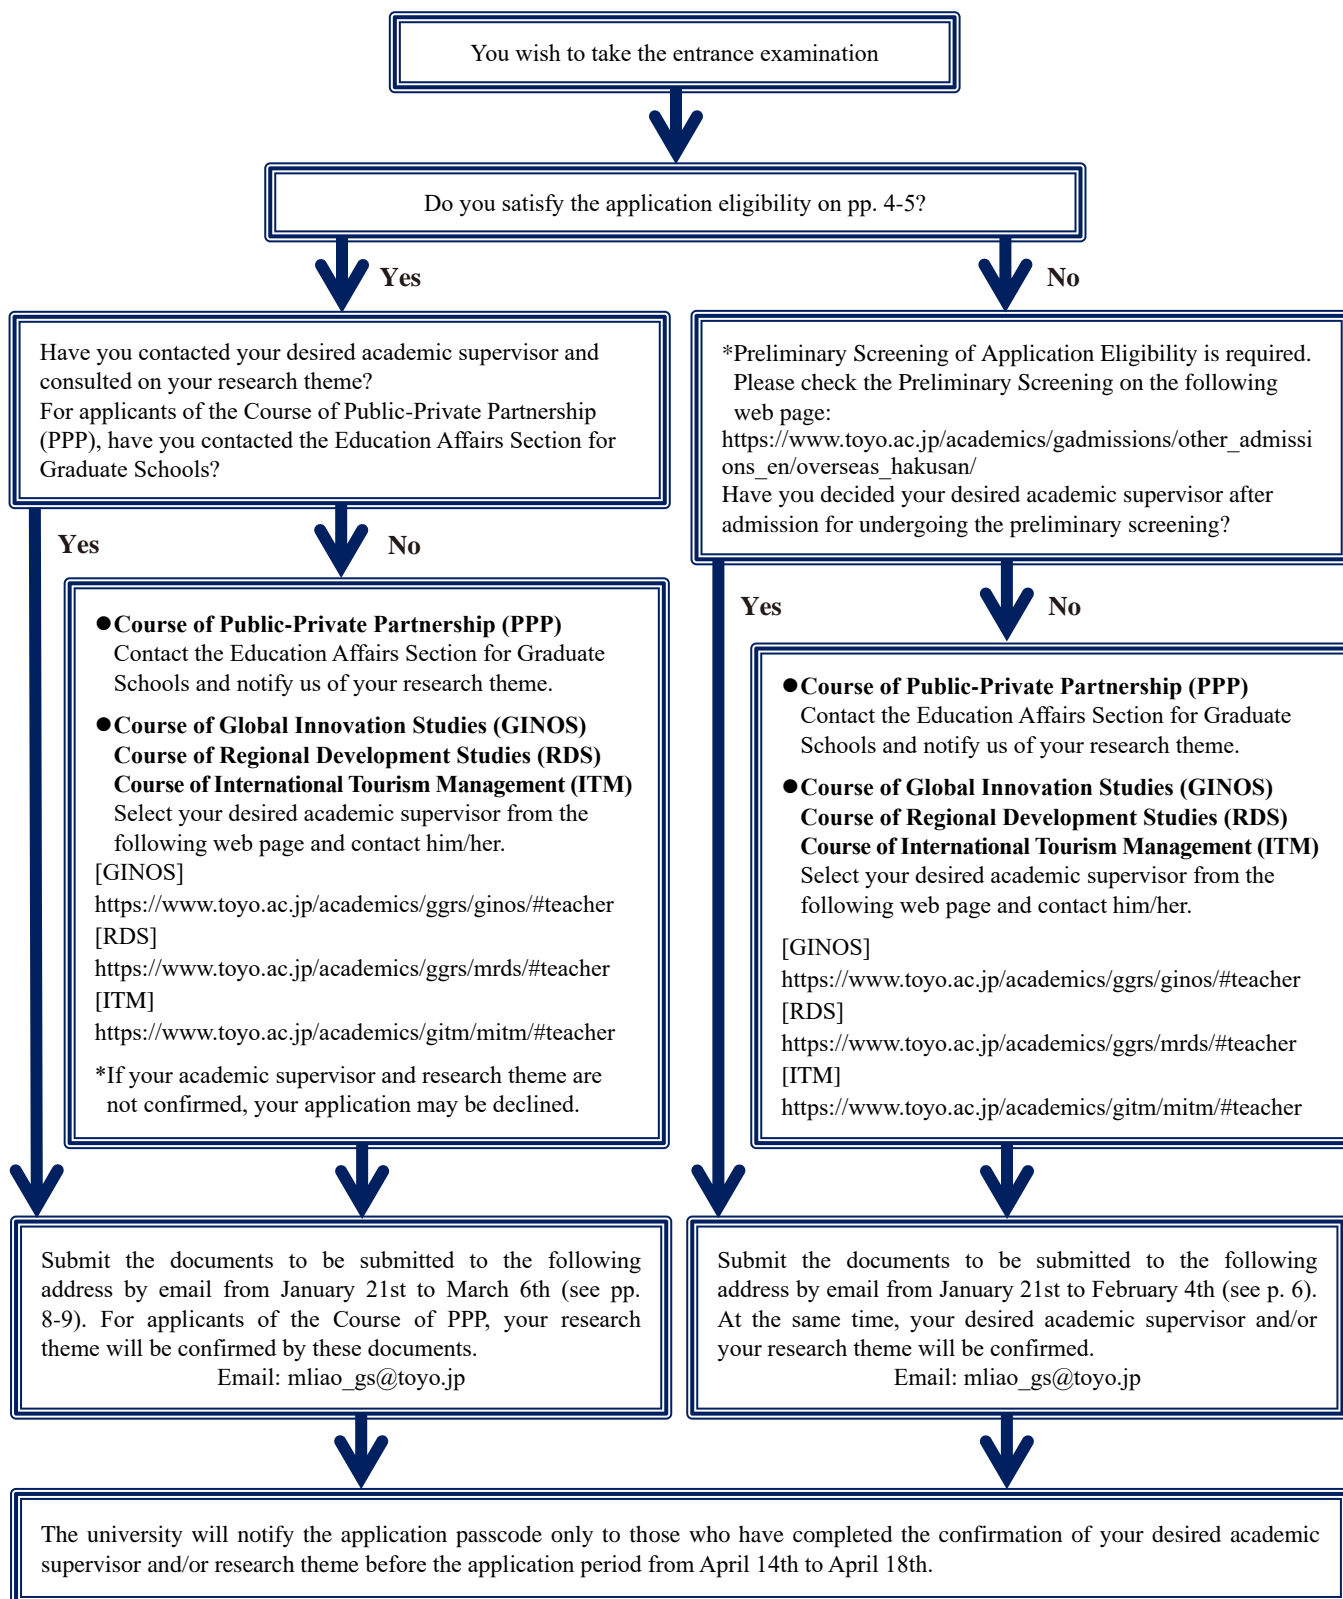 You wish to take the entrance examination
Do you satisfy the application eligibility on pp. 4-5?
Yes
No
Have you contacted your desired academic supervisor and
consulted on your research theme?
For applicants of the Course of Public-Private Partnership
(PPP), have you contacted the Education Affairs Section for
Graduate Schools?
*Preliminary Screening of Application Eligibility is required.
Please check the Preliminary Screening on the following
web page:
https://www.toyo.ac.jp/academics/gadmissions/other_admissi
ons_en/overseas_hakusan/
Have you decided your desired academic supervisor after
admission for undergoing the preliminary screening?
Yes
No
●Course of Public-Private Partnership (PPP)
Contact the Education Affairs Section for Graduate
Schools and notify us of your research theme.
●Course of Global Innovation Studies (GINOS)
Course of Regional Development Studies (RDS)
Course of International Tourism Management (ITM)
Select your desired academic supervisor from the
following web page and contact him/her.
[GINOS]
https://www.toyo.ac.jp/academics/ggrs/ginos/#teacher
[RDS]
https://www.toyo.ac.jp/academics/ggrs/mrds/#teacher
[ITM]
https://www.toyo.ac.jp/academics/gitm/mitm/#teacher
*If your academic supervisor and research theme are
not confirmed, your application may be declined.
Yes
No
●Course of Public-Private Partnership (PPP)
Contact the Education Affairs Section for Graduate
Schools and notify us of your research theme.
●Course of Global Innovation Studies (GINOS)
Course of Regional Development Studies (RDS)
Course of International Tourism Management (ITM)
Select your desired academic supervisor from the
following web page and contact him/her.
[GINOS]
https://www.toyo.ac.jp/academics/ggrs/ginos/#teacher
[RDS]
https://www.toyo.ac.jp/academics/ggrs/mrds/#teacher
[ITM]
https://www.toyo.ac.jp/academics/gitm/mitm/#teacher
Submit the documents to be submitted to the following
address by email from January 21st to March 6th (see pp.
8-9). For applicants of the Course of PPP, your research
theme will be confirmed by these documents.
Email: mliao_gs@toyo.jp
Submit the documents to be submitted to the following
address by email from January 21st to February 4th (see p. 6).
At the same time, your desired academic supervisor and/or
your research theme will be confirmed.
Email: mliao_gs@toyo.jp
The university will notify the application passcode only to those who have completed the confirmation of your desired academic
supervisor and/or research theme before the application period from April 14th to April 18th.